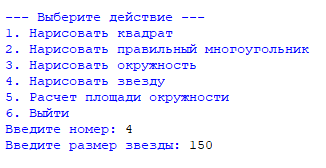 --- Выберите действие ---
1. Нарисовать квадрат
2. Нарисовать правильный многоугольник
3. Нарисовать окружность
4. Нарисовать звезду
5. Расчет площади окружности
6. Выйти
Введите номер: 4
Введите размер звезды: 150